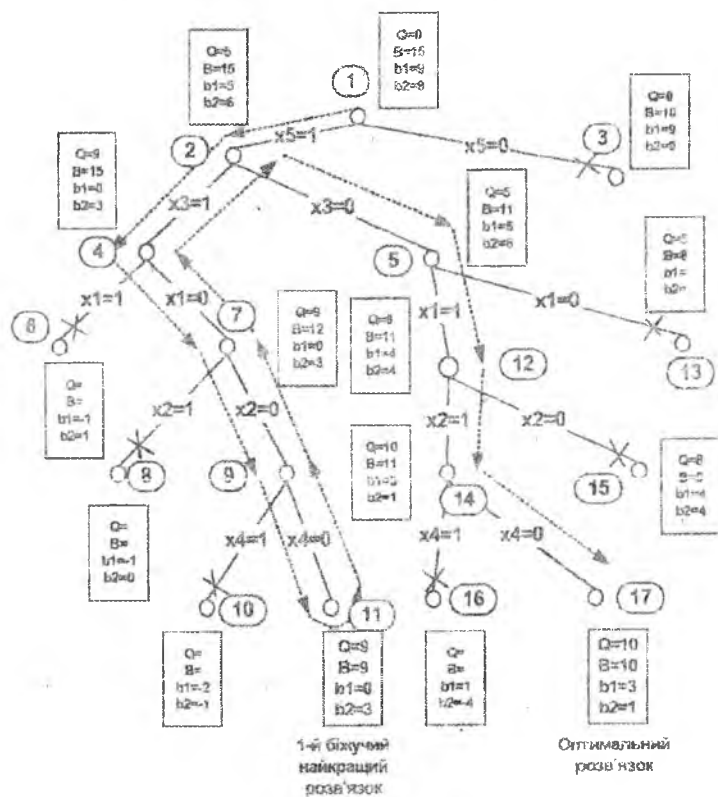 Q=0
B=15
b1=9
b2=9
1
Q=5
B=15
b1=5
b2=6
2
x5=1
x5=0
3
B=10
b1=9
Q=9
B=15
b1=0
b2=3
4
x3=1
x3=0
Q=5
B=11
b1=5
b2=6
5
x1=1
x1=0
6
7
Q=9
B=12
b1=0
b2=3
B=11
b1=4
b2=4
x1=1
x1=0
12
13
Q=
B=
b1=-1
b2=1
x2=1
x2=0
8
9
x2=1
x2=0
Q=10
B=11
b2=1
14
15
b2=4
Q=
B=
b1=-1
b2=0
x4=1
x4=0
x4=1
x4=0
10
11
16
17
Q=
B=
b1=-2
b2=-1
Q=9
B=9
b1=0
b2=3
Q=
B=
b1=1
b2=-4
Q=10
B=10
b1=3
b2=1
1-й біжучий
найкращий
розв'язок
Оптимальний
розв'язок